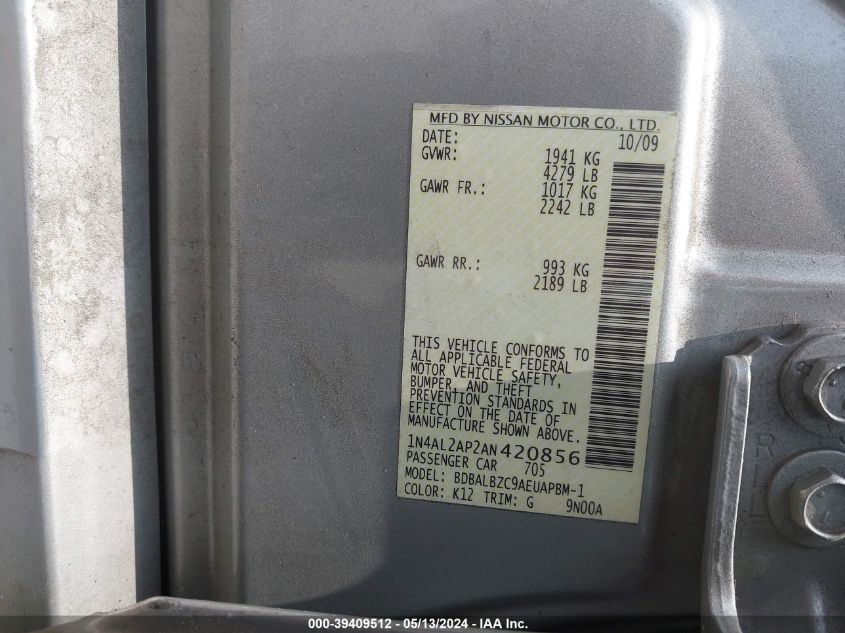 MFD BY NISSAN MOTOR CO., LTD.
DATE: 10/09
GVWR: 1941 KG
4279 LB
GAWR FR.: 1017 KG
2242 LB
GAWR RR.: 993 KG
2189 LB
THIS VEHICLE CONFORMS TO
ALL APPLICABLE FEDERAL
MOTOR VEHICLE SAFETY,
BUMPER, AND THEFT
PREVENTION STANDARDS IN
EFFECT ON THE DATE OF
MANUFACTURE SHOWN ABOVE.
1N4AL2AP2AN420856
PASSENGER CAR 705
MODEL: BDBALBZC9AEUAPBM-1
COLOR: K12 TRIM: G 9N00A
000-39409512 - 05/13/2024 - IAA, Inc.